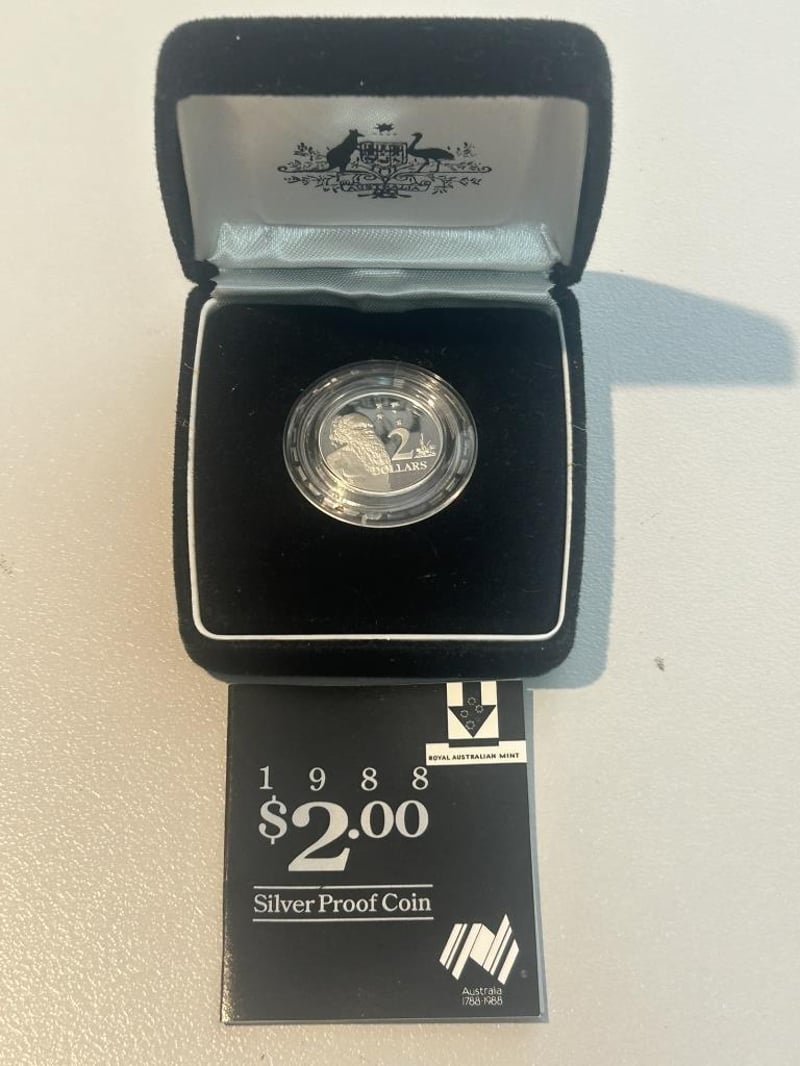 AUSTRALIA
2
DOLLARS
ROYAL AUSTRALIAN MINT
1988
$2.00
Silver Proof Coin
Australia
1788-1988